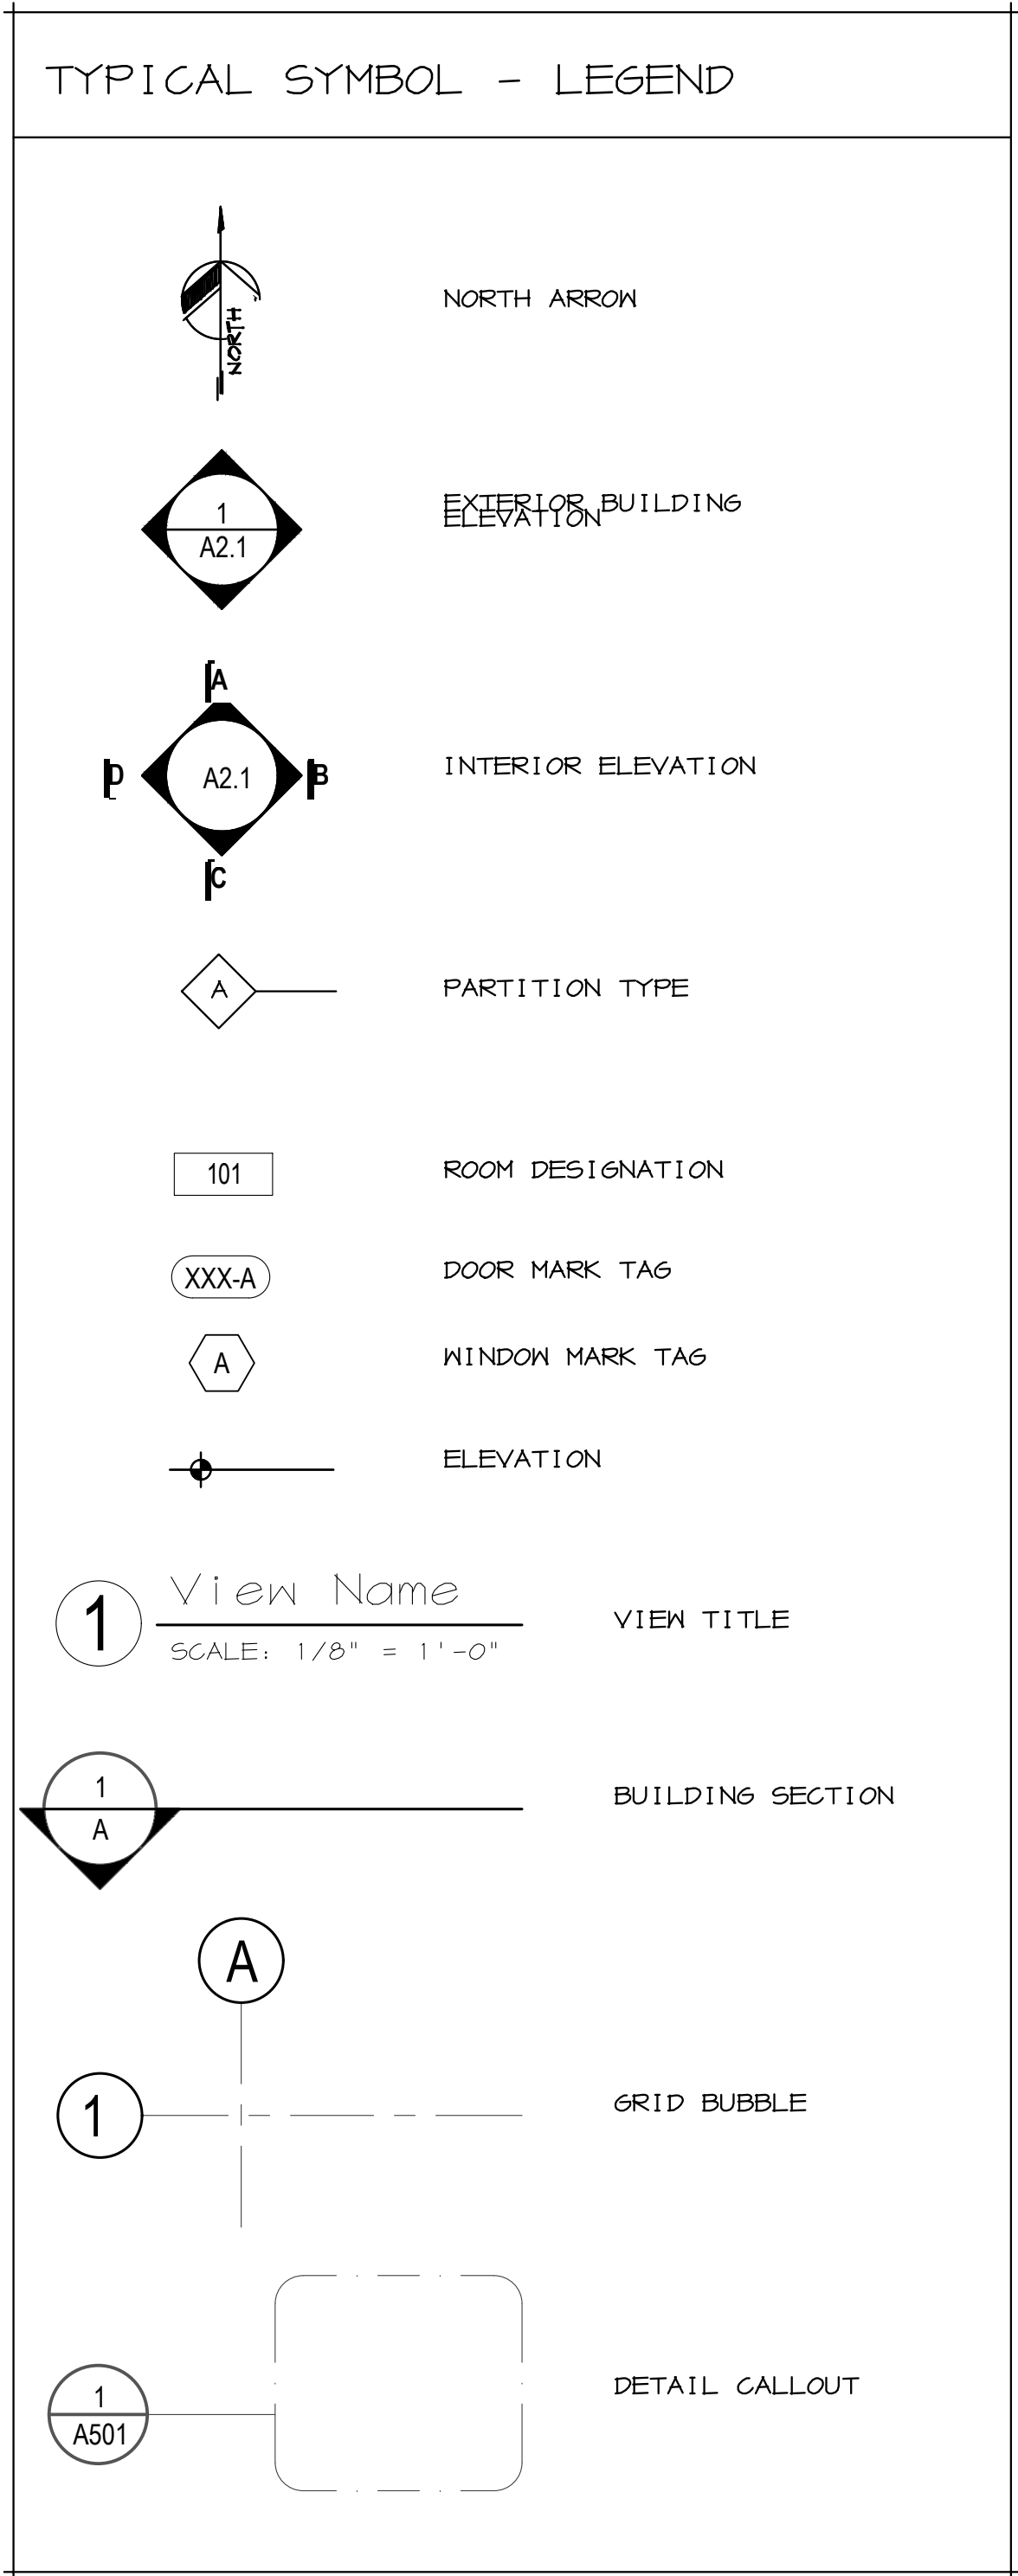 TYPICAL SYMBOL - LEGEND
NORTH
NORTH ARROW
1
A2.1
EXTERIOR BUILDING
ELEVATION
A
D
A2.1
B
C
INTERIOR ELEVATION
A
PARTITION TYPE
101
ROOM DESIGNATION
XXX-A
DOOR MARK TAG
A
WINDOW MARK TAG
ELEVATION
1
View Name
SCALE: 1/8" = 1'-0"
VIEW TITLE
1
A
BUILDING SECTION
A
1
GRID BUBBLE
1
A501
DETAIL CALLOUT